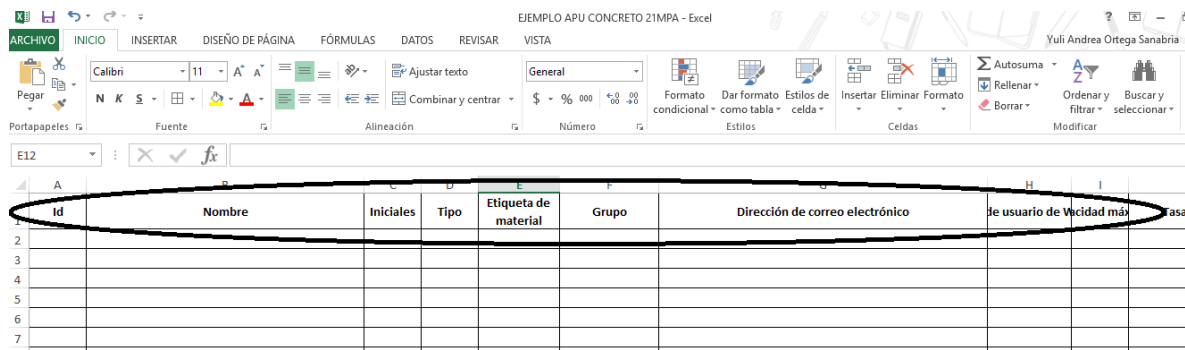 EJEMPLO APU CONCRETO 21MPA - Excel
ARCHIVO INICIO INSERTAR DISEÑO DE PÁGINA FÓRMULAS DATOS REVISAR VISTA Yuli Andrea Ortega Sanabria
Pegar
Calibri 11
N K S
Ajustar texto
Combinar y centrar
General
$ % 000
Formato condicional
Dar formato como tabla
Estilos de celda
Insertar Eliminar Formato
Autosuma
Rellenar
Borrar
Ordenar y filtrar
Buscar y seleccionar
Portapapeles Fuente Alineación Número Estilos Celdas Modificar
E12 fx
A B C D E F G H I
1 Id Nombre Iniciales Tipo Etiqueta de material Grupo Dirección de correo electrónico de usuario de acidad má Tasa
2
3
4
5
6
7